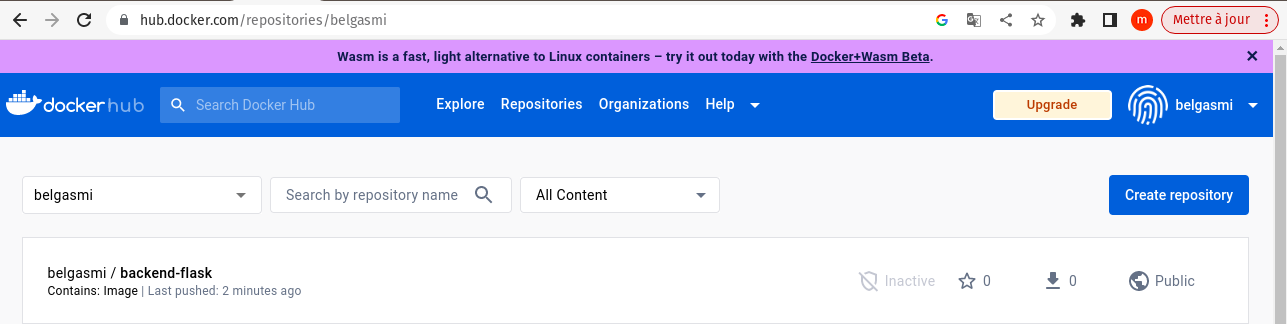 hub.docker.com/repositories/belgasmi
m
Mettre à jour
Wasm is a fast, light alternative to Linux containers – try it out today with the Docker+Wasm Beta.
dockerhub
Search Docker Hub
Explore Repositories Organizations Help
Upgrade
belgasmi
belgasmi
Search by repository name
All Content
Create repository
belgasmi / backend-flask
Contains: Image | Last pushed: 2 minutes ago
Inactive
0
0
Public